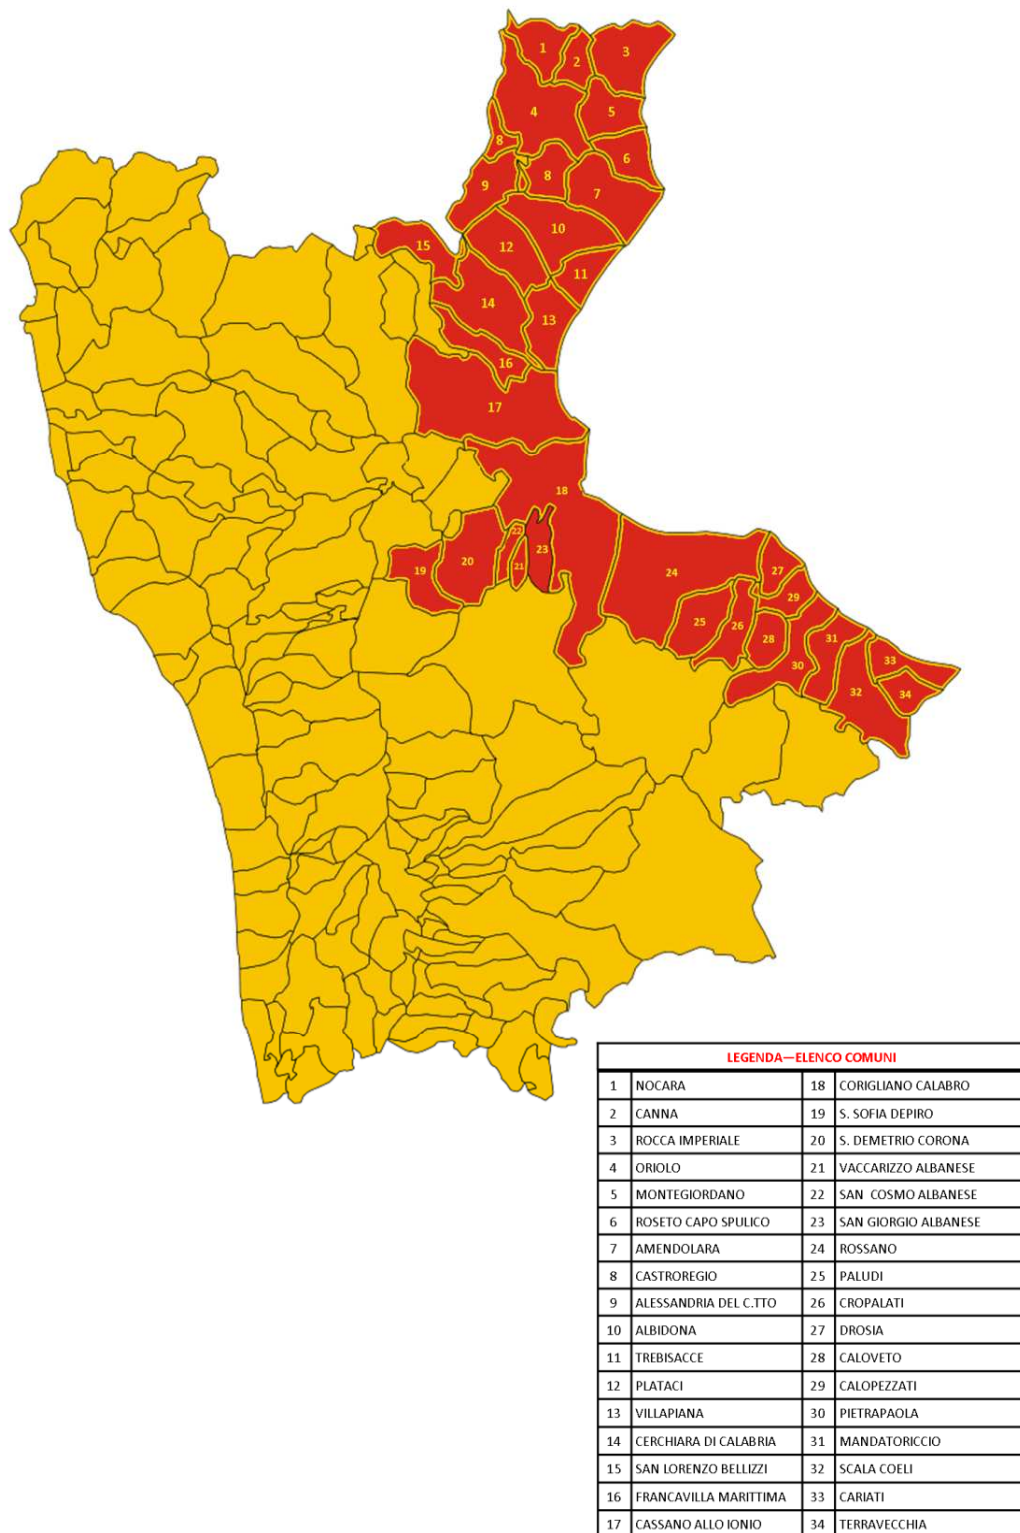 1
2
3
4
5
8
6
9
8
7
10
15
12
11
14
13
16
17
18
22
23
20
19
21
24
27
29
25
26
28
31
30
33
32
34
LEGENDA—ELENCO COMUNI
1 NOCARA 18 CORIGLIANO CALABRO
2 CANNA 19 S. SOFIA DEPIRO
3 ROCCA IMPERIALE 20 S. DEMETRIO CORONA
4 ORIOLO 21 VACCARIZZO ALBANESE
5 MONTEGIORDANO 22 SAN COSMO ALBANESE
6 ROSETO CAPO SPULICO 23 SAN GIORGIO ALBANESE
7 AMENDOLARA 24 ROSSANO
8 CASTROREGIO 25 PALUDI
9 ALESSANDRIA DEL C.TTO 26 CROPALATI
10 ALBIDONA 27 DROSIA
11 TREBISACCE 28 CALOVETO
12 PLATACI 29 CALOPEZZATI
13 VILLAPIANA 30 PIETRAPAOLA
14 CERCHIARA DI CALABRIA 31 MANDATORICCIO
15 SAN LORENZO BELLIZZI 32 SCALA COELI
16 FRANCAVILLA MARITTIMA 33 CARIATI
17 CASSANO ALLO IONIO 34 TERRAVECCHIA